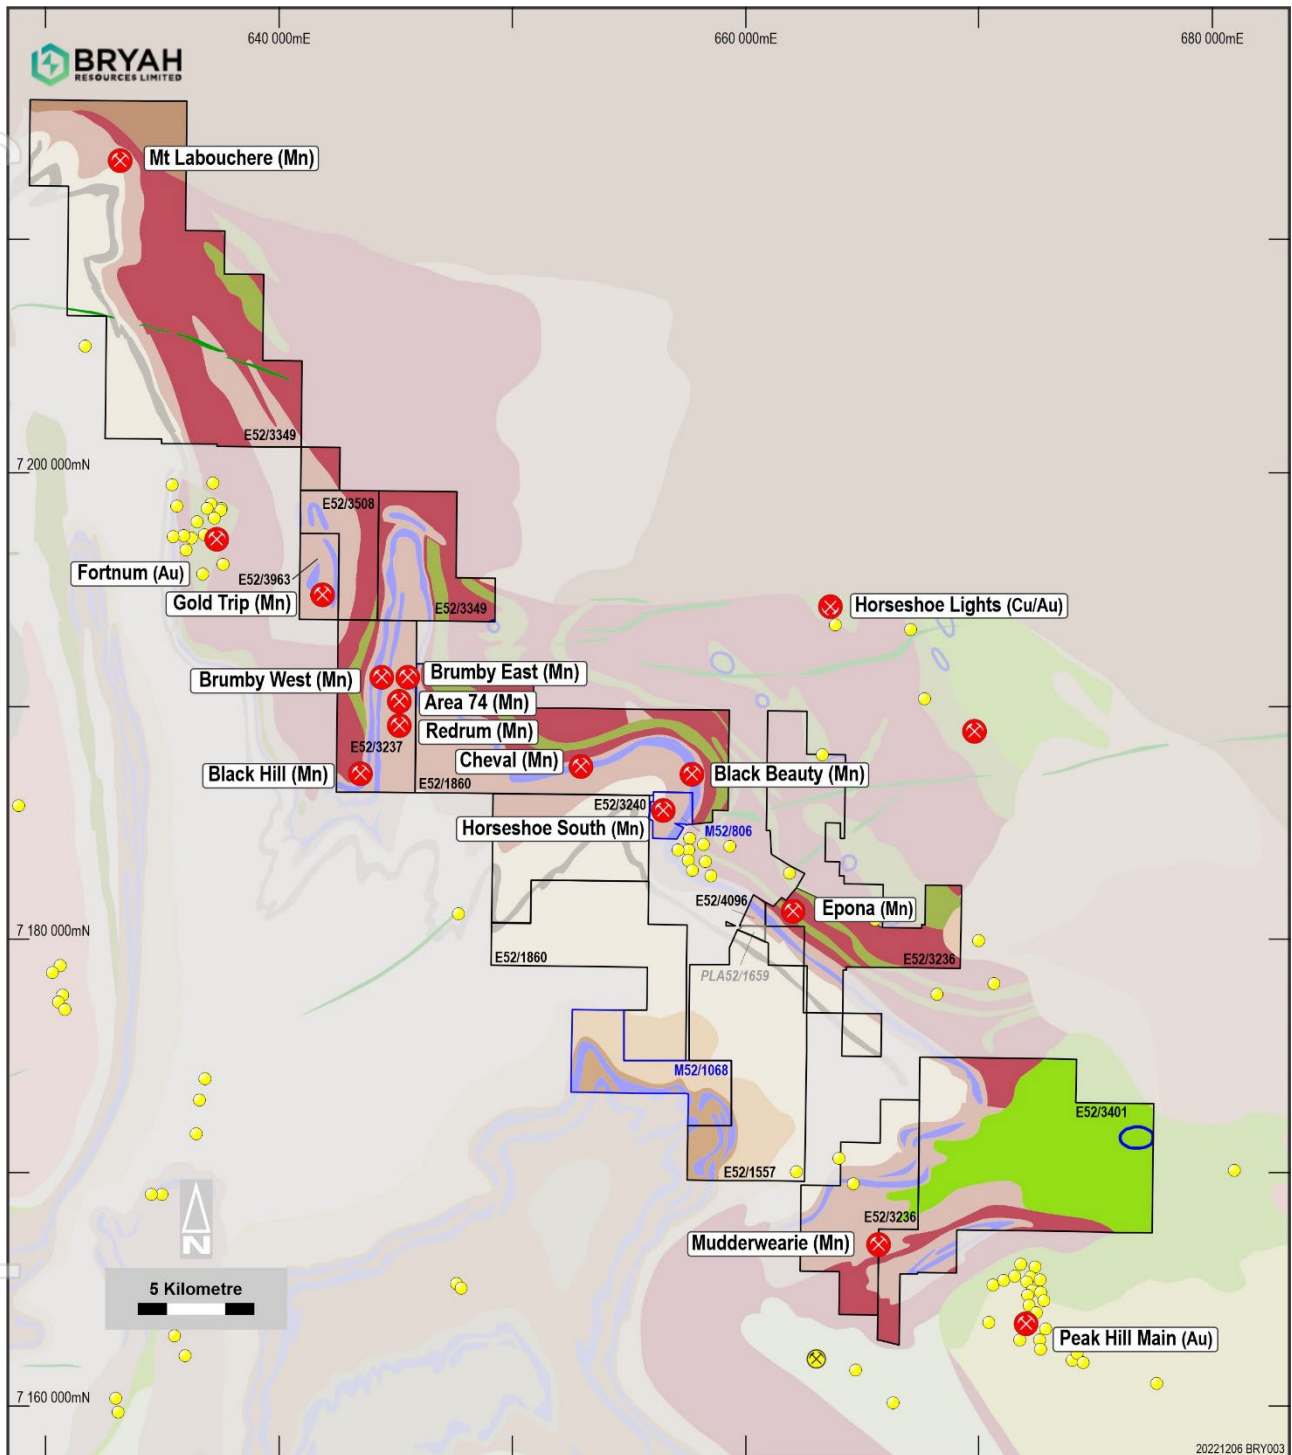 640 000mE
660 000mE
680 000mE
BRYAH
RESOURCES LIMITED
Mt Labouchere (Mn)
E52/3349
7 200 000mN
E52/3508
Fortnum (Au)
E52/3963
Gold Trip (Mn)
E52/3349
Horseshoe Lights (Cu/Au)
Brumby West (Mn)
Brumby East (Mn)
Area 74 (Mn)
Redrum (Mn)
E52/3237
Cheval (Mn)
Black Hill (Mn)
Black Beauty (Mn)
E52/1860
E52/3240
Horseshoe South (Mn)
M52/806
E52/4096
Epona (Mn)
7 180 000mN
E52/1860
E52/3236
PLA52/1659
M52/1068
E52/3401
E52/1557
N
E52/3236
Mudderwearie (Mn)
5 Kilometre
Peak Hill Main (Au)
7 160 000mN
20221206 BRY003